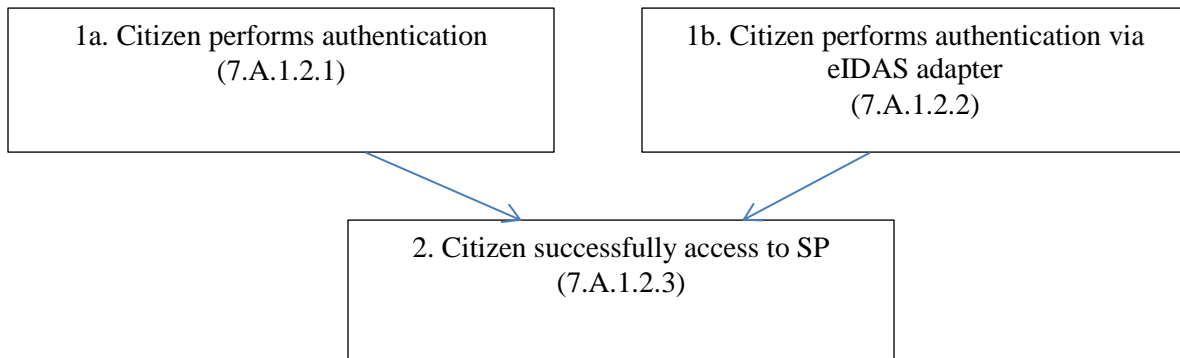 1a. Citizen performs authentication
(7.A.1.2.1)
1b. Citizen performs authentication via
eIDAS adapter
(7.A.1.2.2)
2. Citizen successfully access to SP
(7.A.1.2.3)